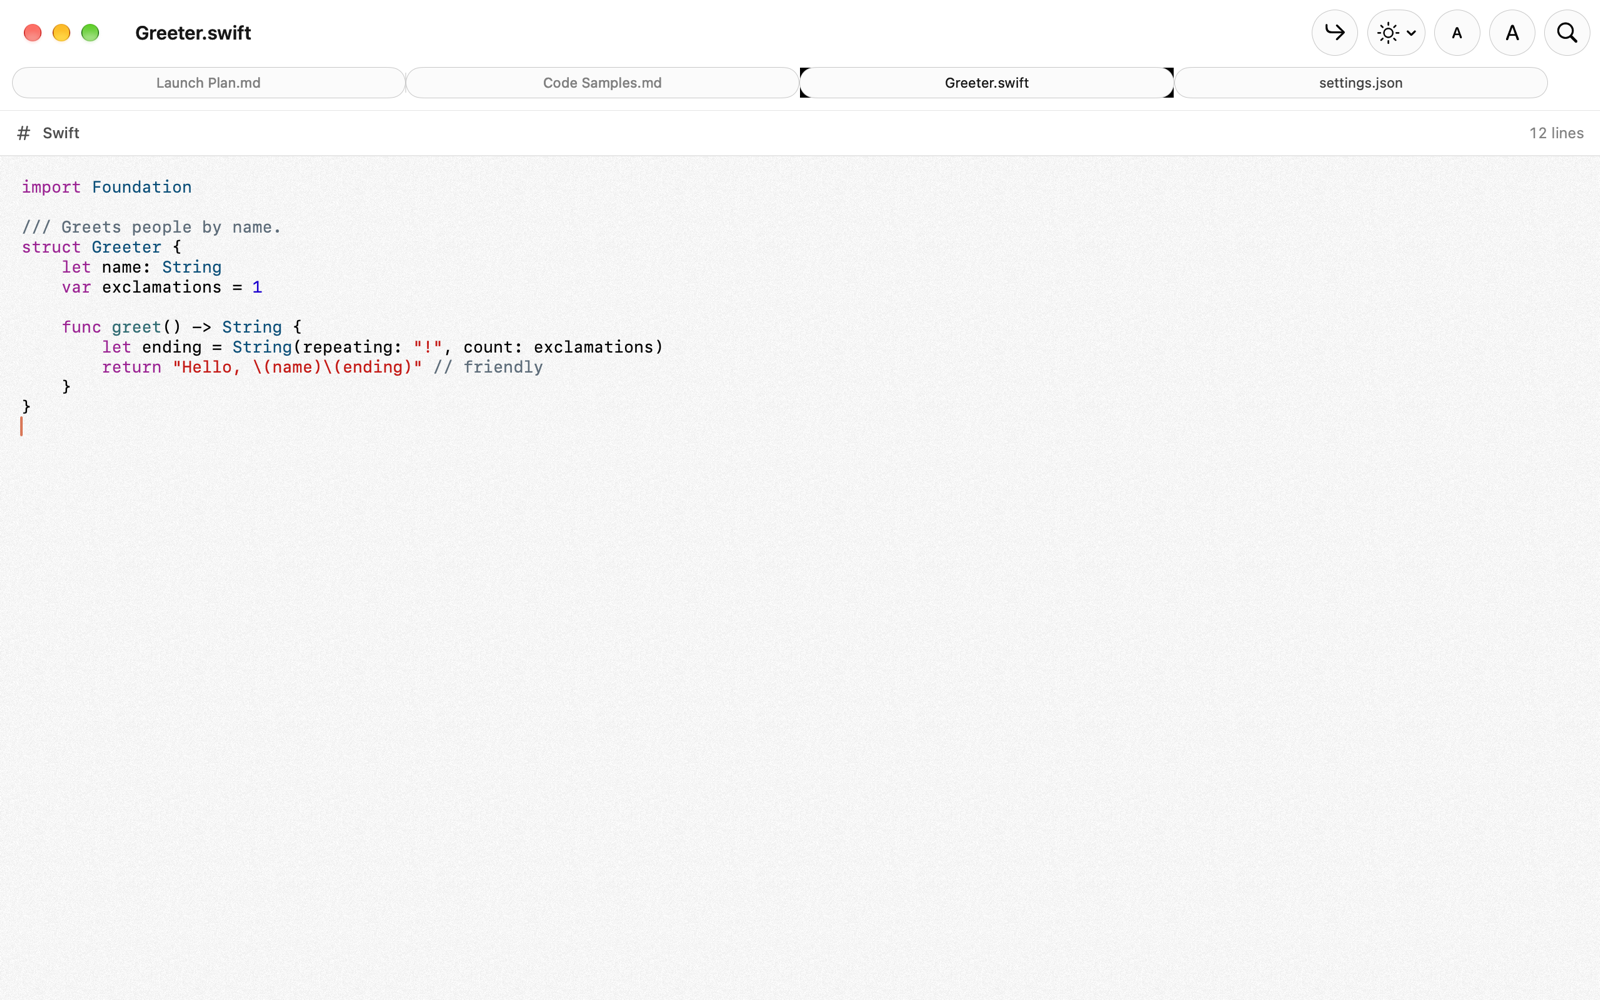 Greeter.swift
A
A
Launch Plan.md
Code Samples.md
Greeter.swift
settings.json
# Swift
12 lines
import Foundation
/// Greets people by name.
struct Greeter {
    let name: String
    var exclamations = 1
    func greet() -> String {
        let ending = String(repeating: "!", count: exclamations)
        return "Hello, \(name)\(ending)" // friendly
    }
}